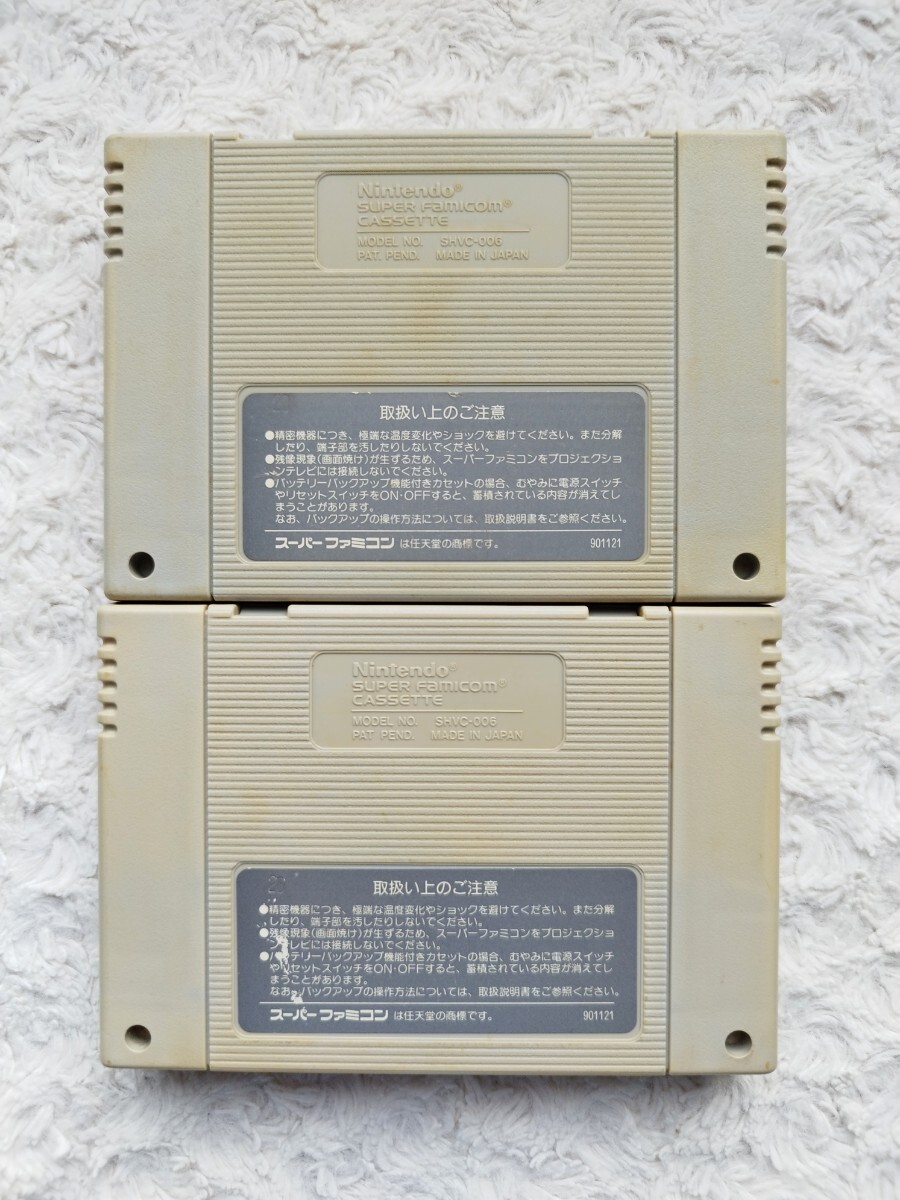 Nintendo®
SUPER FAMICOM®
CASSETTE
MODEL NO. SHVC-006
PAT. PEND. MADE IN JAPAN
取扱い上のご注意
●精密機器につき、極端な温度変化やショックを避けてください。また分解
したり、端子部を汚したりしないでください。
●残像現象(画面焼け)が生ずるため、スーパーファミコンをプロジェクショ
ンテレビには接続しないでください。
●バッテリーバックアップ機能付きカセットの場合、むやみに電源スイッチ
やリセットスイッチをON・OFFすると、蓄積されている内容が消えてし
まうことがあります。
なお、バックアップの操作方法については、取扱説明書をご参照ください。
スーパーファミコン は任天堂の商標です。 901121
Nintendo®
SUPER FAMICOM®
CASSETTE
MODEL NO. SHVC-006
PAT. PEND. MADE IN JAPAN
取扱い上のご注意
●精密機器につき、極端な温度変化やショックを避けてください。また分解
したり、端子部を汚したりしないでください。
●残像現象(画面焼け)が生ずるため、スーパーファミコンをプロジェクショ
ンテレビには接続しないでください。
●バッテリーバックアップ機能付きカセットの場合、むやみに電源スイッチ
やリセットスイッチをON・OFFすると、蓄積されている内容が消えてし
まうことがあります。
なお、バックアップの操作方法については、取扱説明書をご参照ください。
スーパーファミコン は任天堂の商標です。 901121